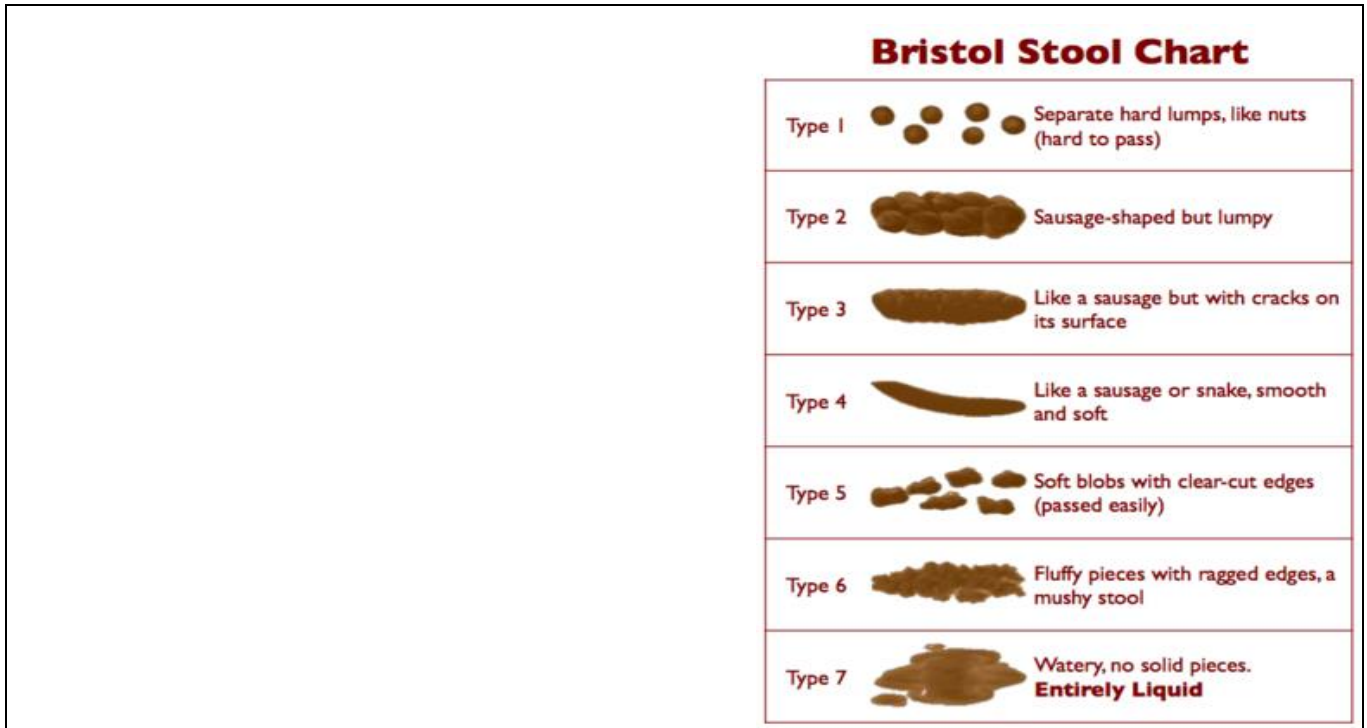 Bristol Stool Chart
Type 1
Separate hard lumps, like nuts
(hard to pass)
Type 2
Sausage-shaped but lumpy
Type 3
Like a sausage but with cracks on
its surface
Type 4
Like a sausage or snake, smooth
and soft
Type 5
Soft blobs with clear-cut edges
(passed easily)
Type 6
Fluffy pieces with ragged edges, a
mushy stool
Type 7
Watery, no solid pieces.
Entirely Liquid